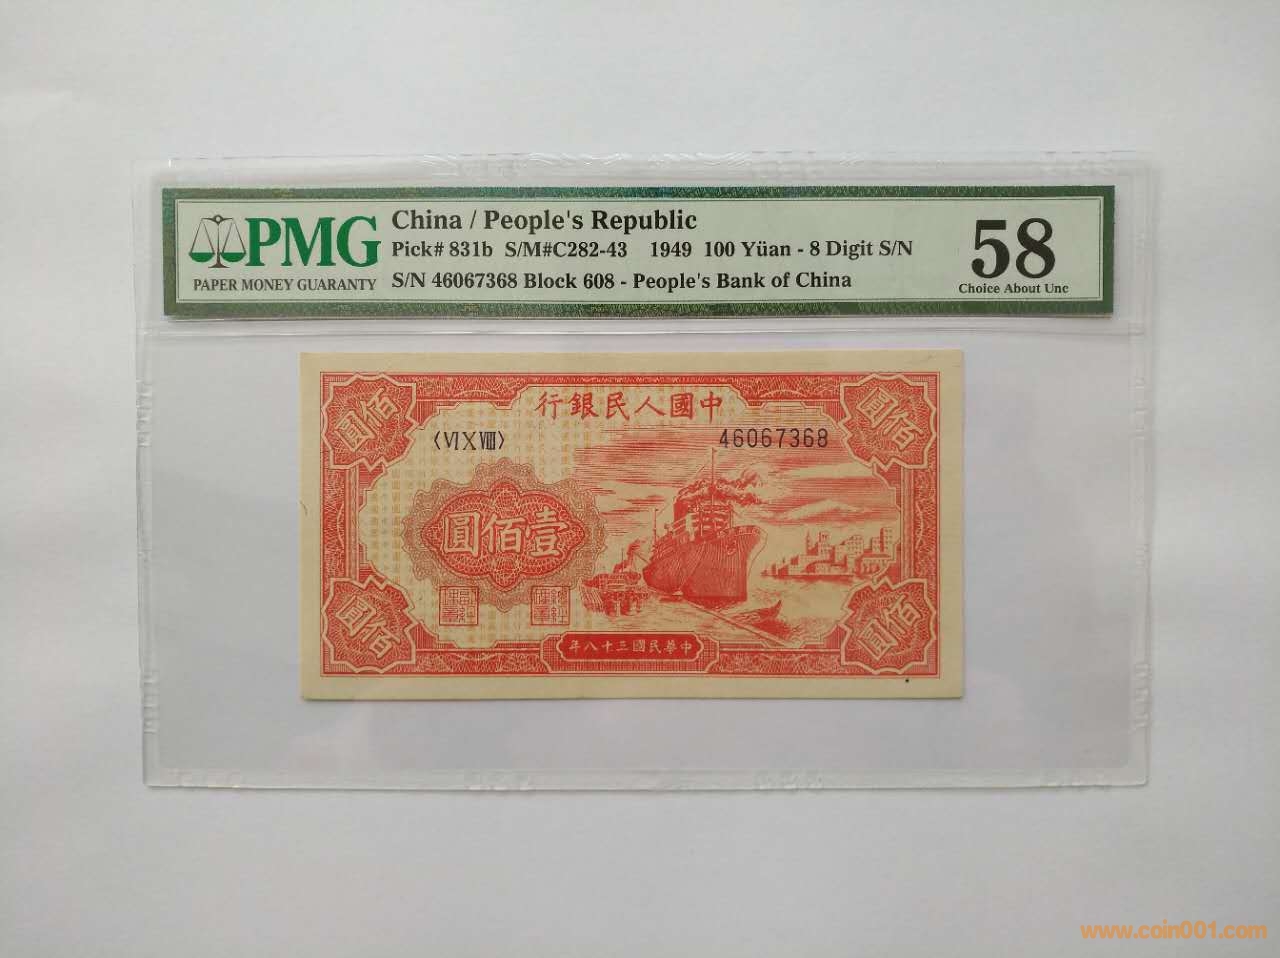 PMG
PAPER MONEY GUARANTY
China / People's Republic
Pick# 831b S/M#C282-43 1949 100 Yüan - 8 Digit S/N
S/N 46067368 Block 608 - People's Bank of China
58
Choice About Unc
行銀民人國中
圓佰
圓佰
〈VI X VIII〉
46067368
圓佰壹
圓佰
圓佰
年八十三國民華中
www.coin001.com